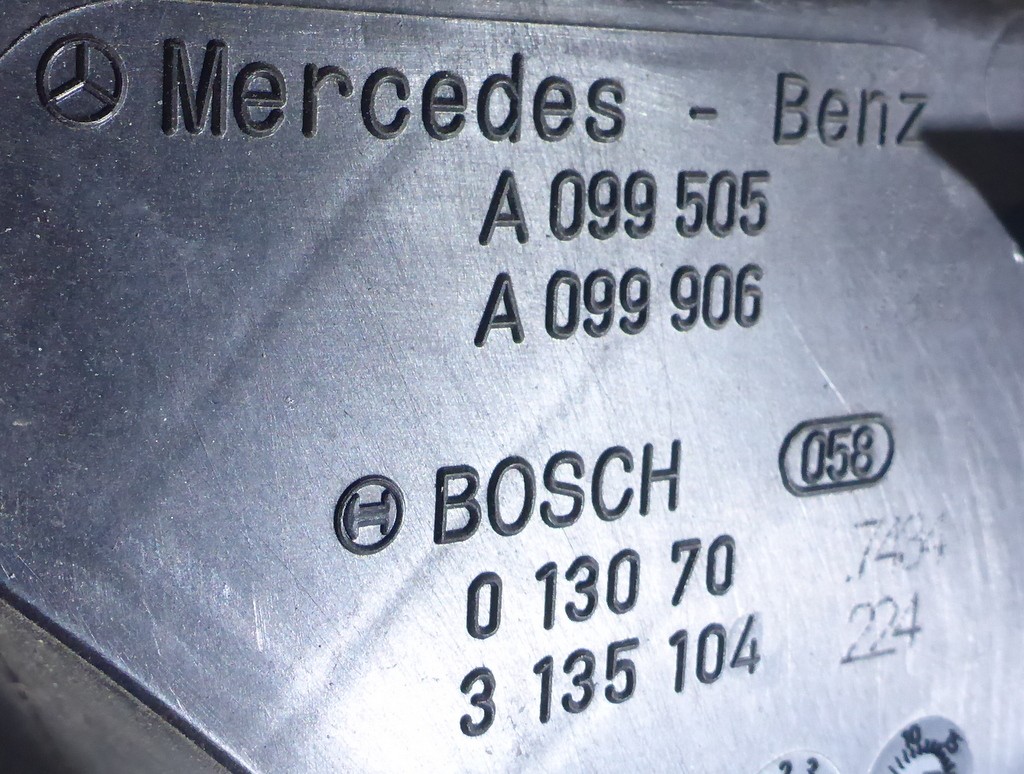 Mercedes - Benz
A 099 505
A 099 906
BOSCH 058
0 130 70
3 135 104
224